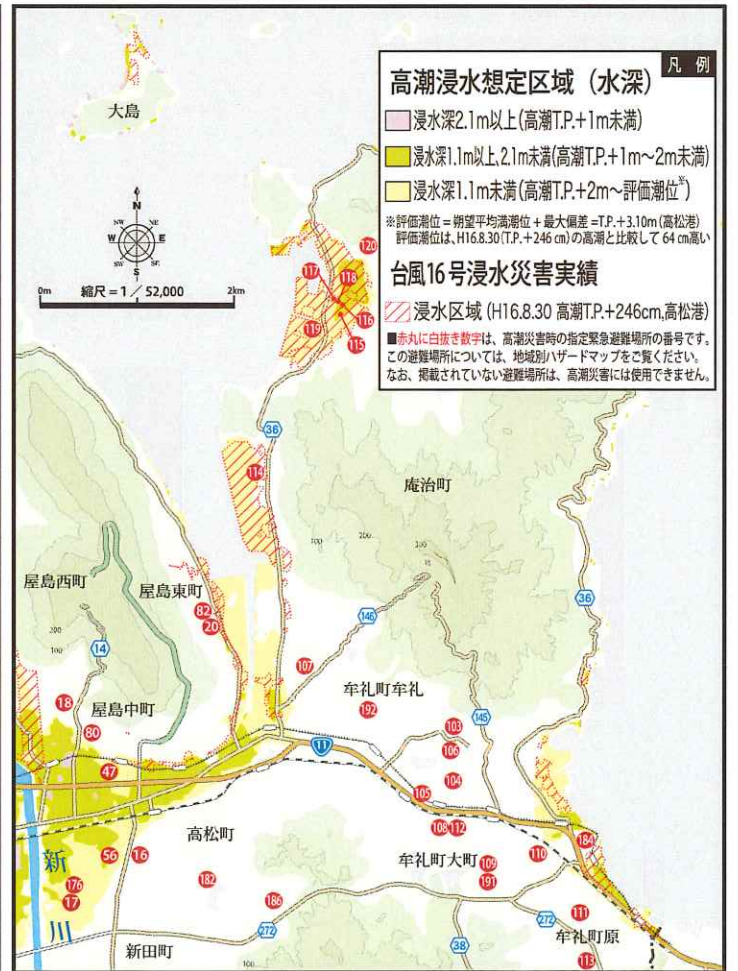 凡例
高潮浸水想定区域（水深）
浸水深2.1m以上(高潮T.P.+1m未満)
浸水深1.1m以上、2.1m未満(高潮T.P.+1m～2m未満)
浸水深1.1m未満(高潮T.P.+2m～評価潮位※)
※評価潮位＝朔望平均満潮位＋最大偏差＝T.P.+3.10m(高松港)
評価潮位は、H16.8.30(T.P.+246㎝)の高潮と比較して64㎝高い
台風16号浸水災害実績
浸水区域(H16.8.30 高潮T.P.+246cm,高松港)
■赤丸に白抜き数字は、高潮災害時の指定緊急避難場所の番号です。
この避難場所については、地域別ハザードマップをご覧ください。
なお、掲載されていない避難場所は、高潮災害には使用できません。
大島
N
NW
NE
W
E
SW
SE
S
0m
縮尺＝1／52,000
2km
120
117
118
119
116
115
36
114
庵治町
100
200
300
屋島西町
屋島東町
82
20
14
200
100
146
36
107
18
屋島中町
80
牟礼町牟礼
192
103
145
106
11
47
104
105
高松町
108
112
184
新
川
56
16
牟礼町大町
109
110
176
17
182
191
186
111
272
272
牟礼町原
100
新田町
38
113